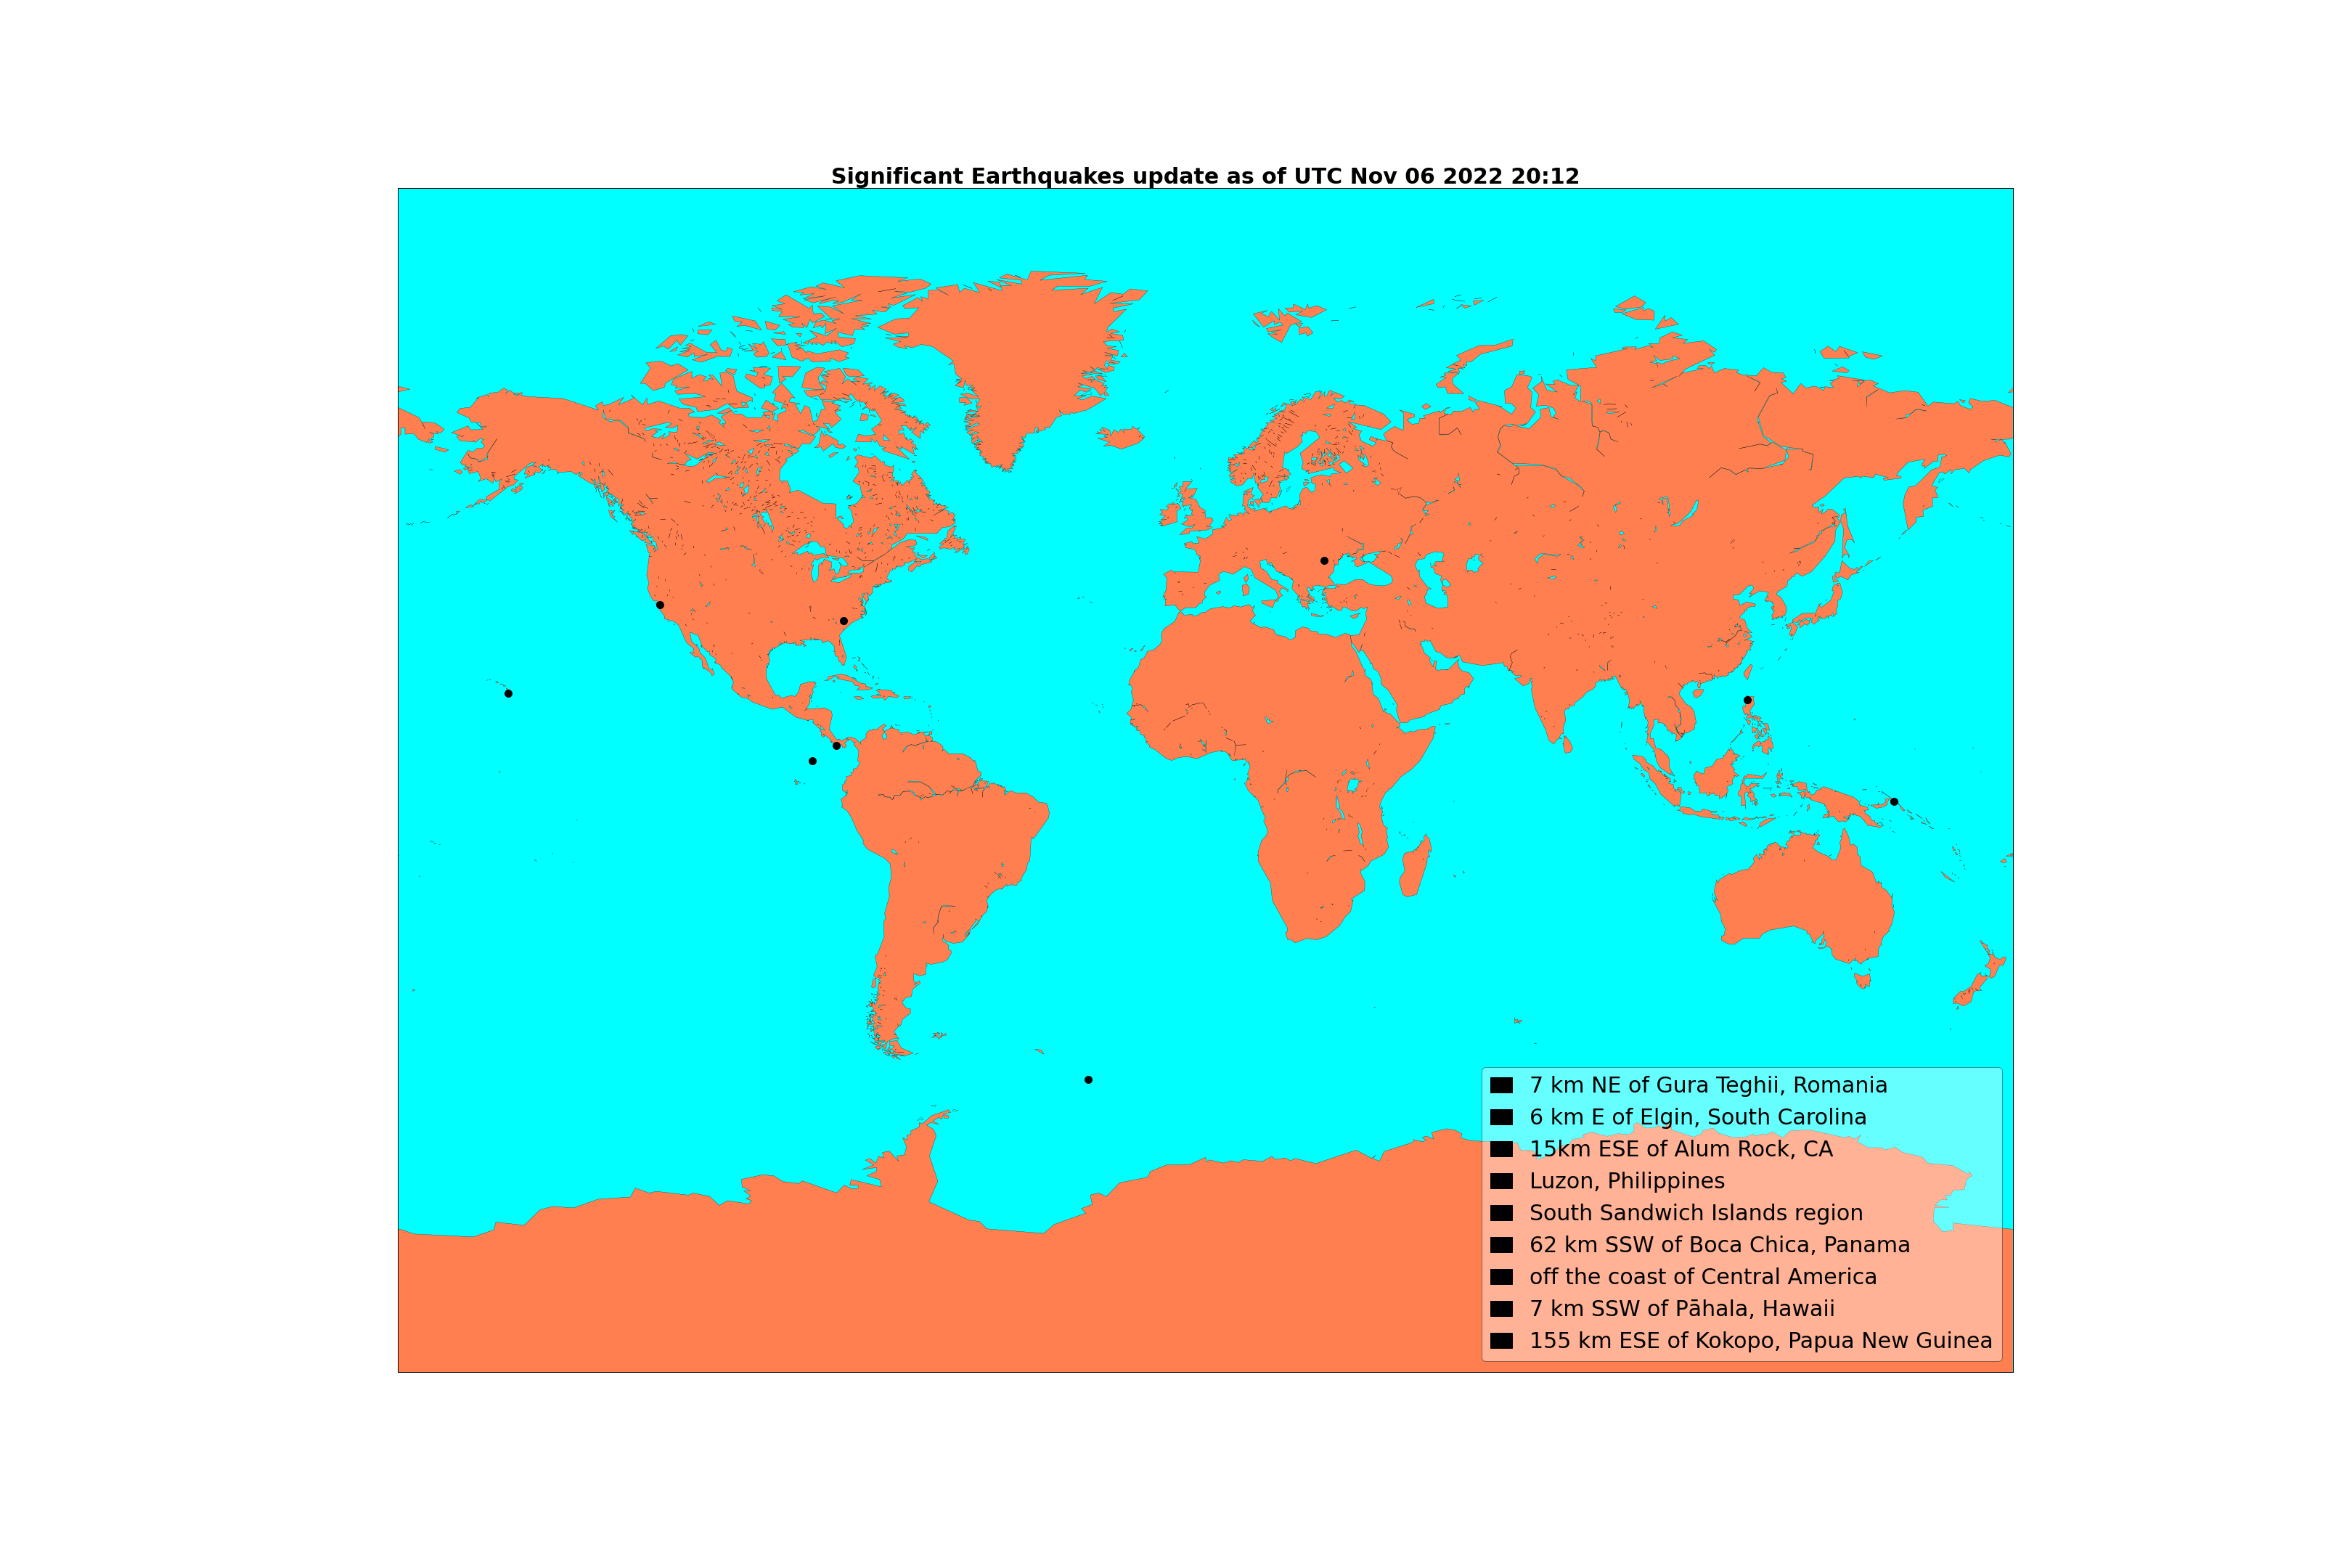 Significant Earthquakes update as of UTC Nov 06 2022 20:12
7 km NE of Gura Teghii, Romania
6 km E of Elgin, South Carolina
15km ESE of Alum Rock, CA
Luzon, Philippines
South Sandwich Islands region
62 km SSW of Boca Chica, Panama
off the coast of Central America
7 km SSW of Pāhala, Hawaii
155 km ESE of Kokopo, Papua New Guinea